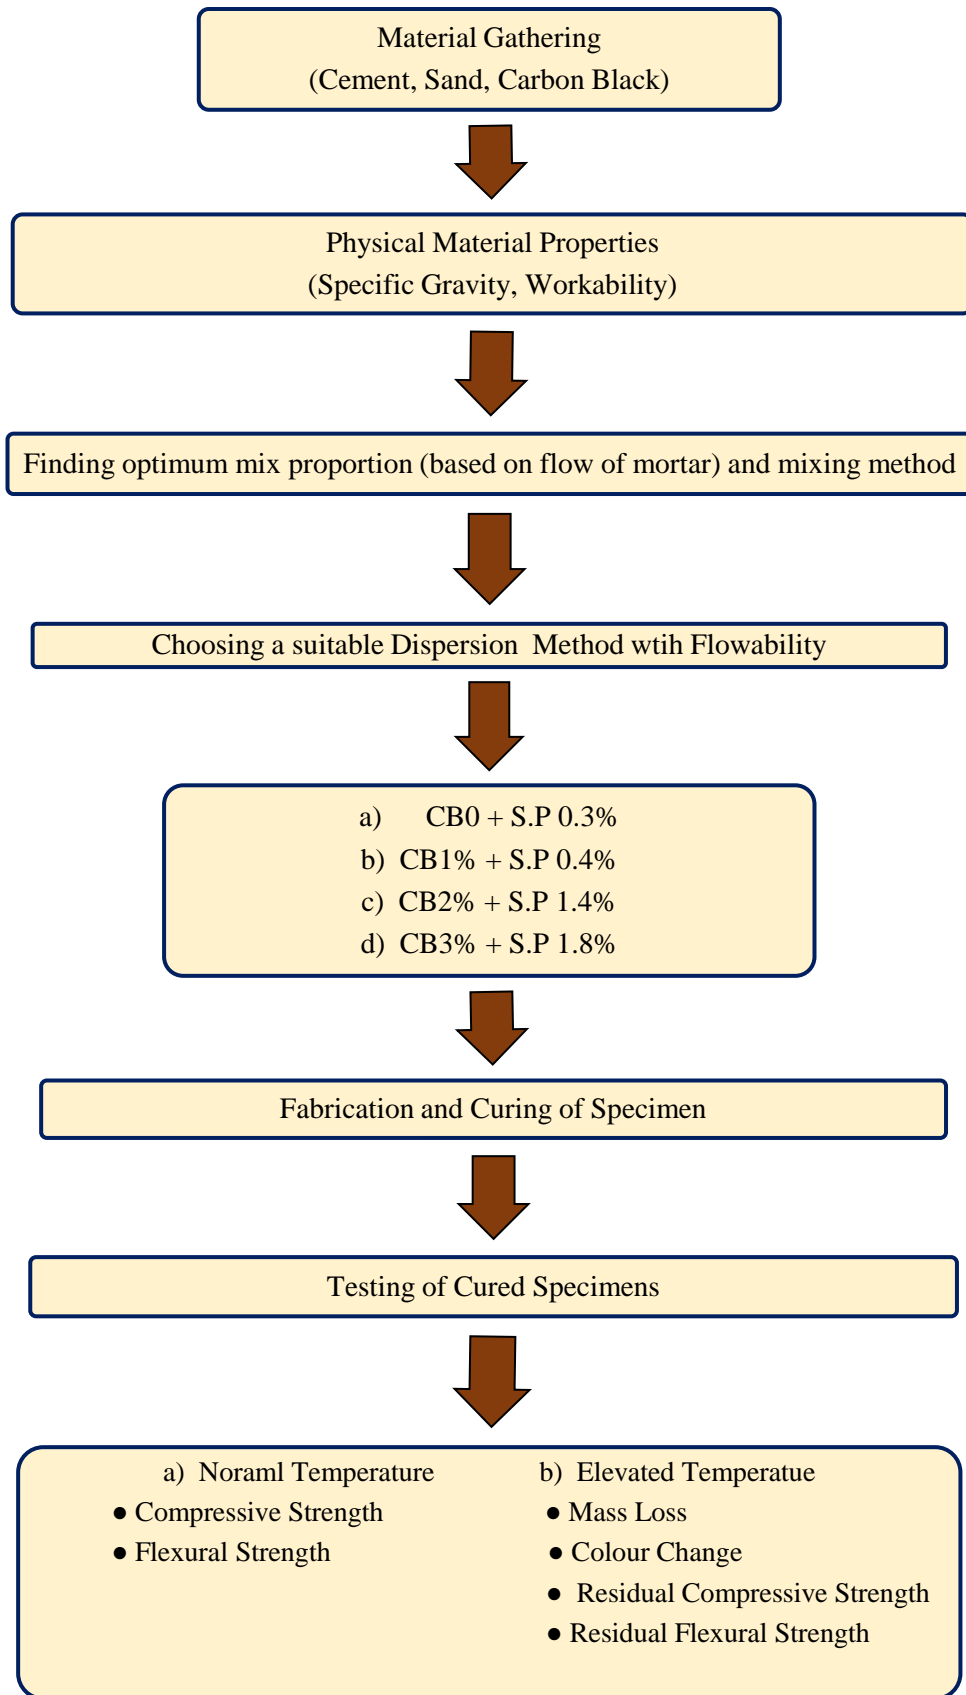 Material Gathering
(Cement, Sand, Carbon Black)
Physical Material Properties
(Specific Gravity, Workability)
Finding optimum mix proportion (based on flow of mortar) and mixing method
Choosing a suitable Dispersion Method wtih Flowability
a) CB0 + S.P 0.3%
b) CB1% + S.P 0.4%
c) CB2% + S.P 1.4%
d) CB3% + S.P 1.8%
Fabrication and Curing of Specimen
Testing of Cured Specimens
a) Noraml Temperature
● Compressive Strength
● Flexural Strength
b) Elevated Temperatue
● Mass Loss
● Colour Change
● Residual Compressive Strength
● Residual Flexural Strength